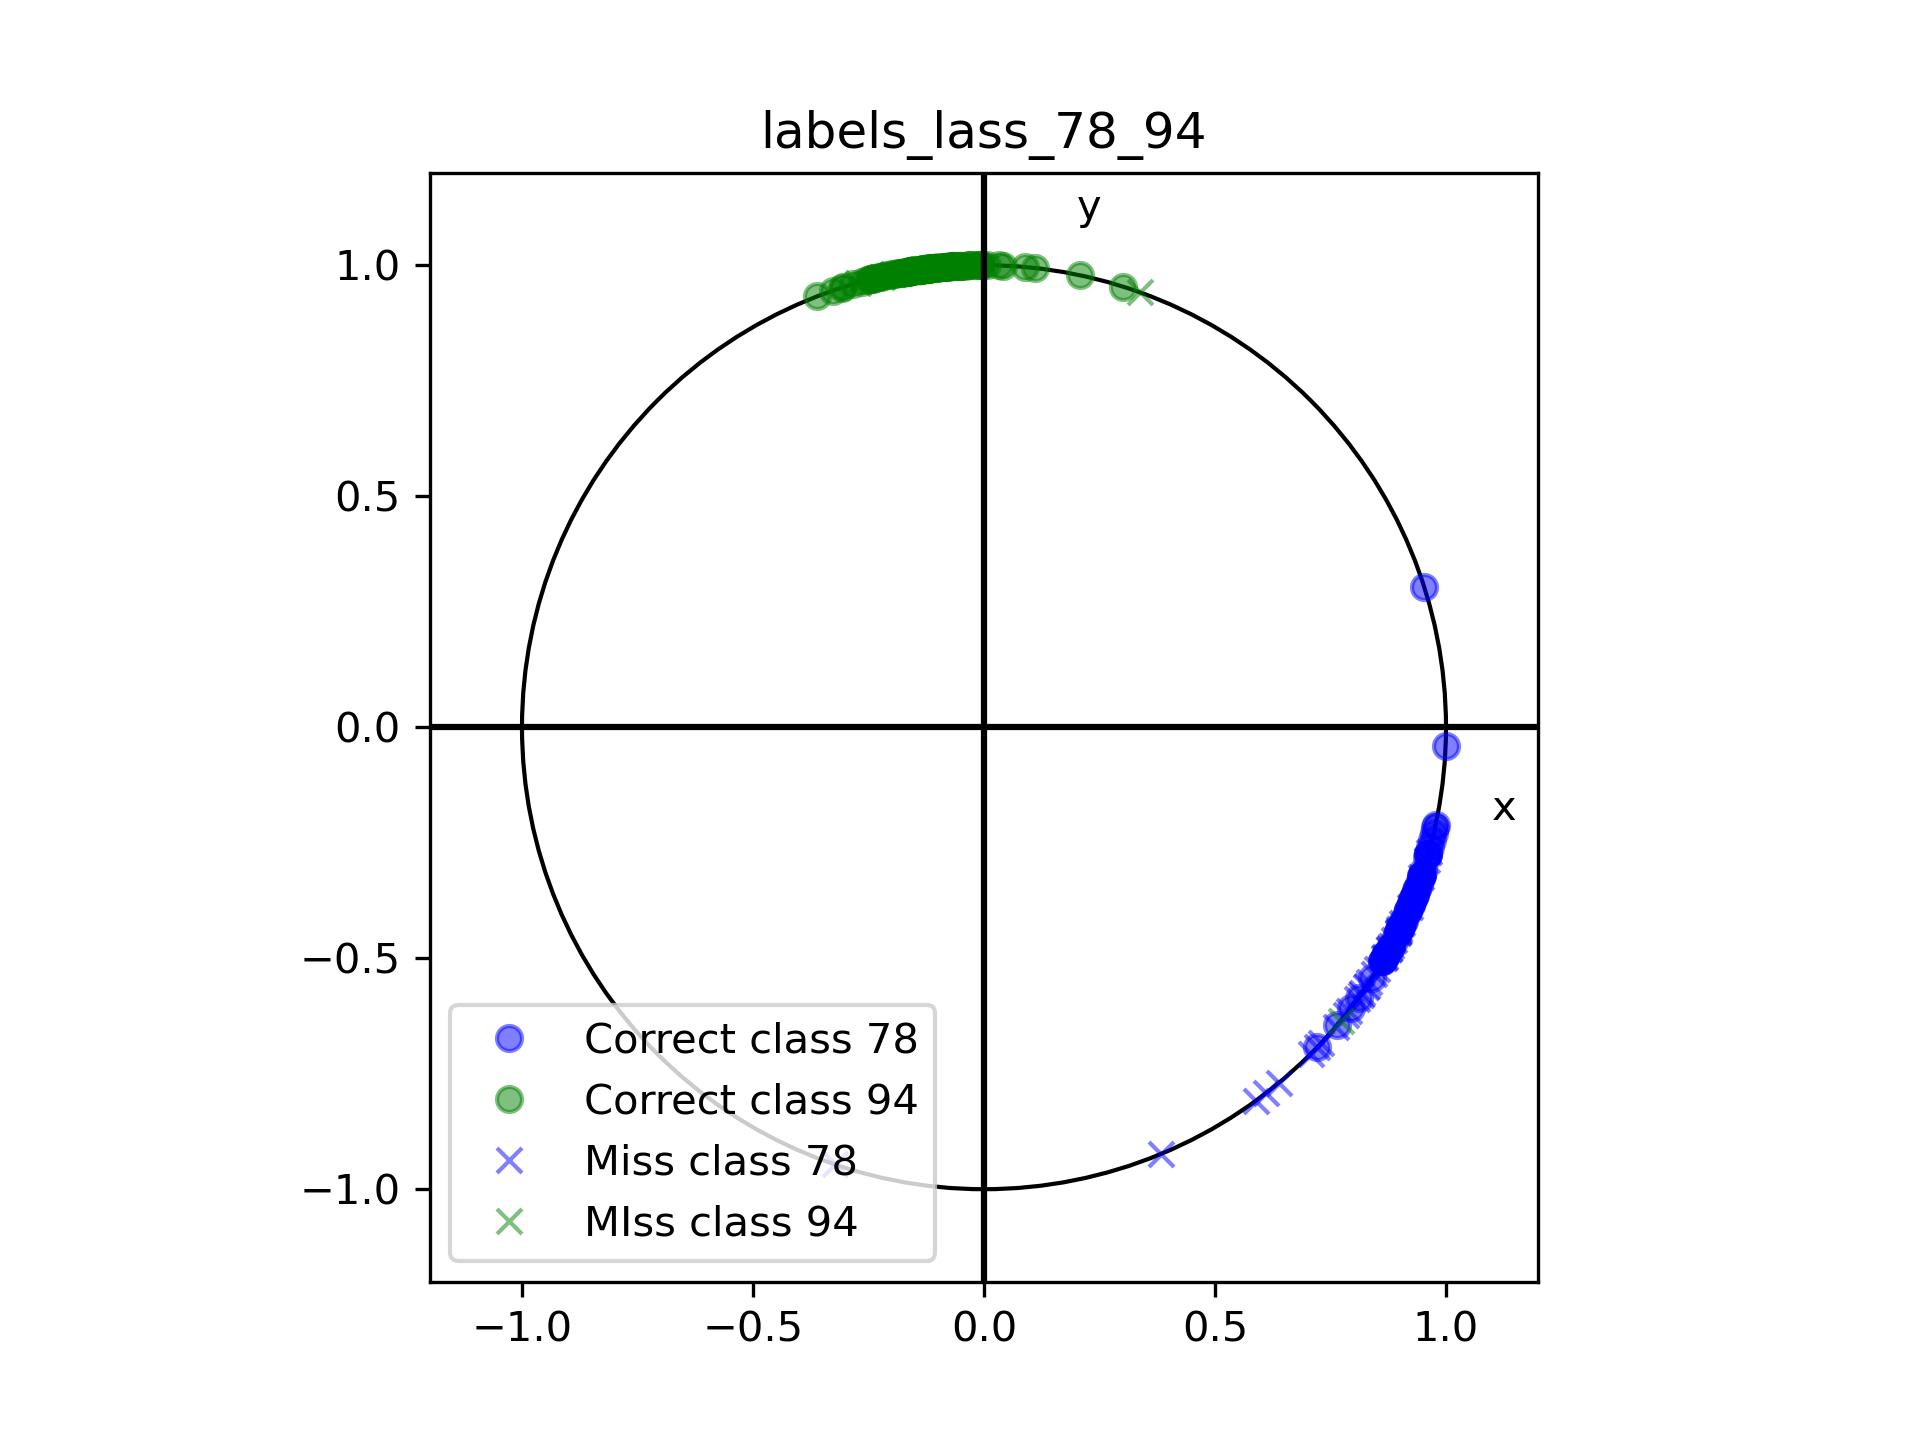 labels_lass_78_94
y
1.0
0.5
0.0
x
−0.5
−1.0
Correct class 78
Correct class 94
Miss class 78
MIss class 94
−1.0 −0.5 0.0 0.5 1.0